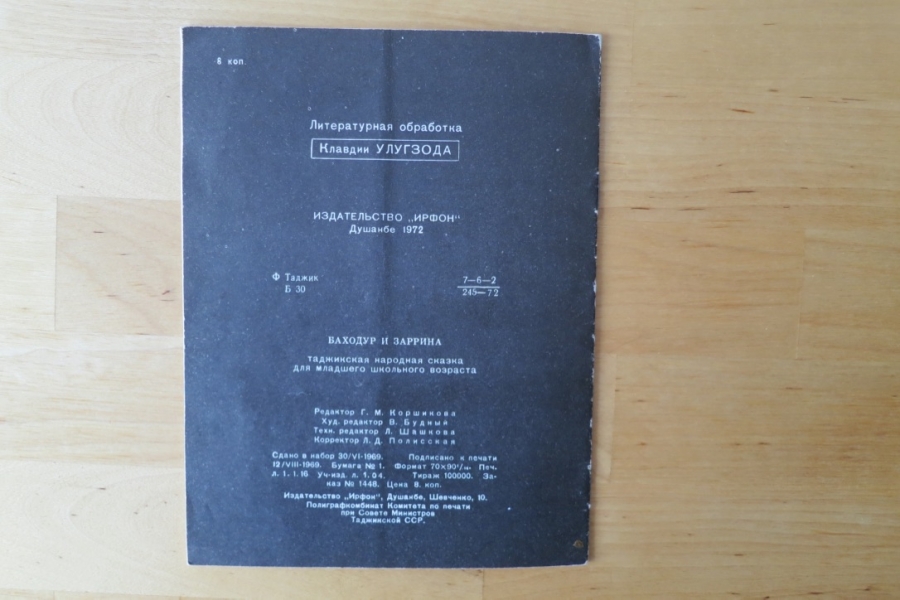 8 коп
Литературная обработка
Клавдии УЛУГЗОДА
ИЗДАТЕЛЬСТВО „ИРФОН“
Душанбе 1972
Ф Таджик
Б 30
7—6—2
245—72
БАХОДУР И ЗАРРИНА
таджикская народная сказка
для младшего школьного возраста
Редактор Г. М. Коршикова
Худ. редактор В. Будный
Техн. редактор Л. Шашкова
Корректор Л. Д. Полисская
Сдано в набор 30/VI-1969. Подписано к печати
12/VIII-1969. Бумага № 1. Формат Печ.
л. 1. 1.16 Уч-изд. л. 1.04. Тираж 100000. За-
каз № 1448. Цена 8. коп.
Издательство „Ирфон“, Душанбе, Шевченко, 10.
Полиграфкомбинат Комитета по печати
при Совете Министров
Таджикской ССР.